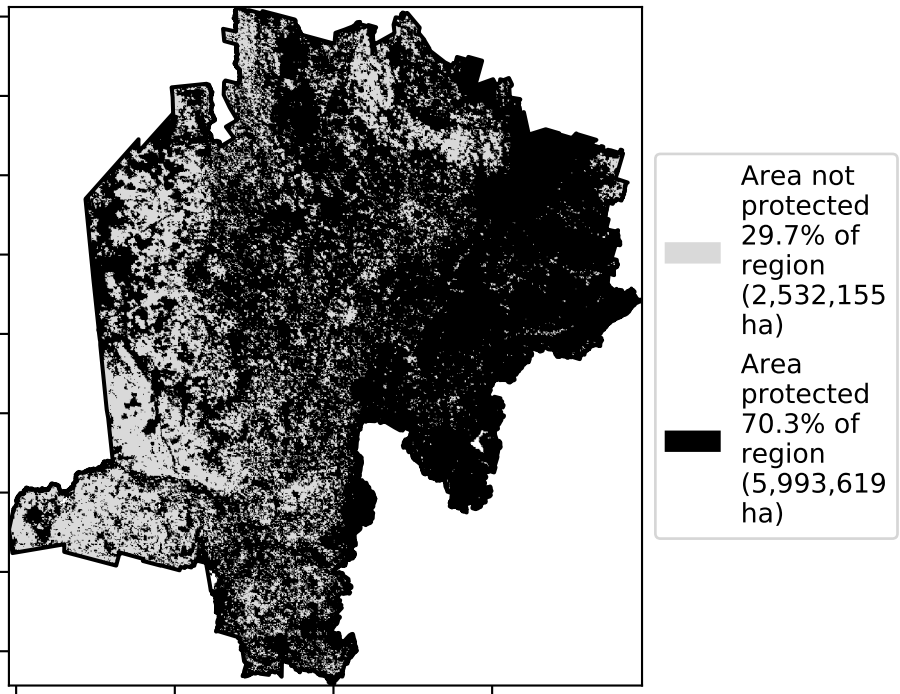 Area not
protected
29.7% of
region
(2,532,155
ha)
Area
protected
70.3% of
region
(5,993,619
ha)